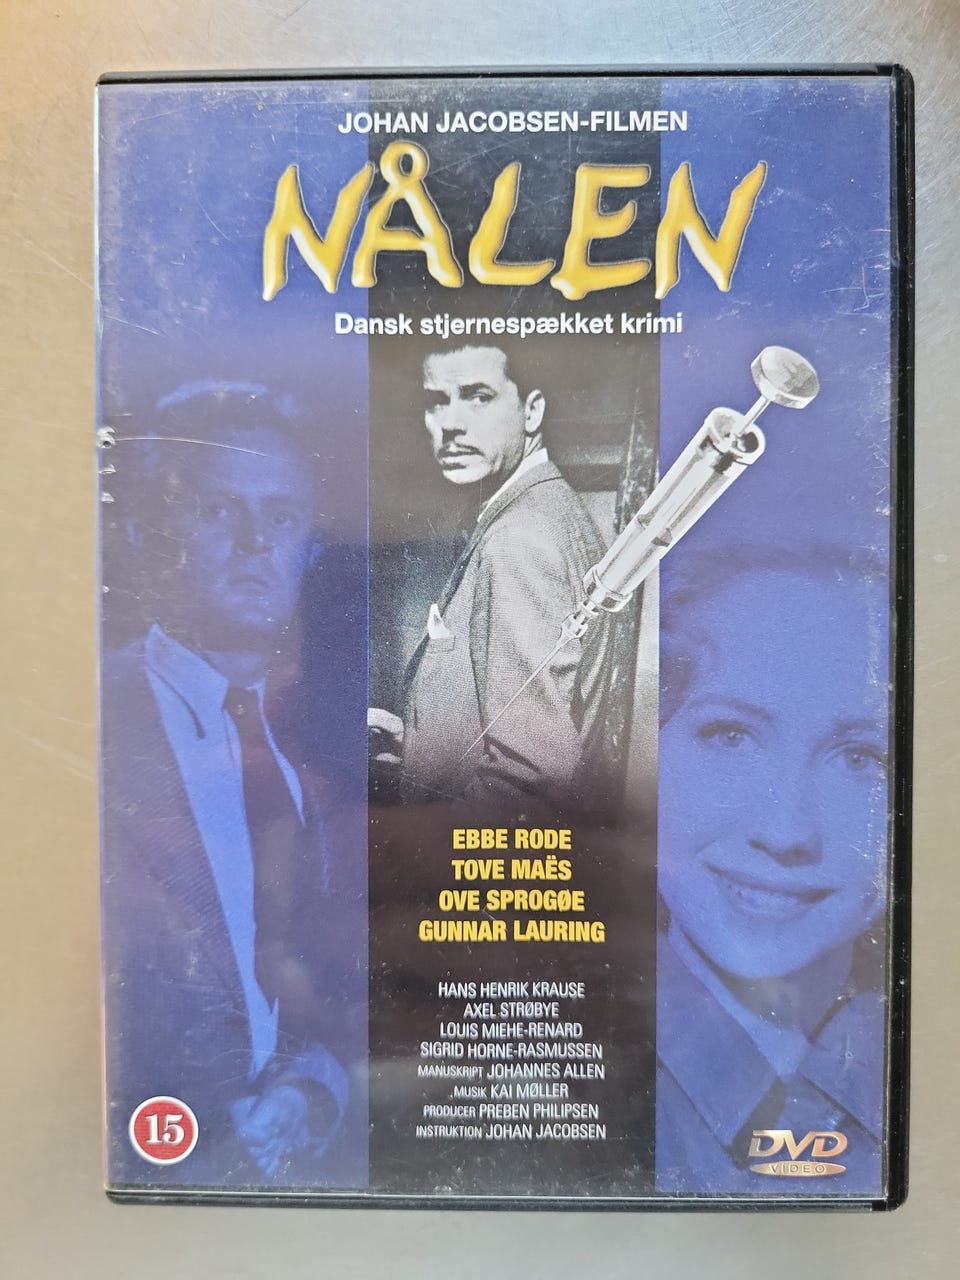 JOHAN JACOBSEN-FILMEN
NÅLEN
Dansk stjernespækket krimi
EBBE RODE
TOVE MAËS
OVE SPROGØE
GUNNAR LAURING
HANS HENRIK KRAUSE
AXEL STRØBYE
LOUIS MIEHE-RENARD
SIGRID HORNE-RASMUSSEN
MANUSKRIPT JOHANNES ALLEN
MUSIK KAI MØLLER
PRODUCER PREBEN PHILIPSEN
INSTRUKTION JOHAN JACOBSEN
15
DVD
VIDEO